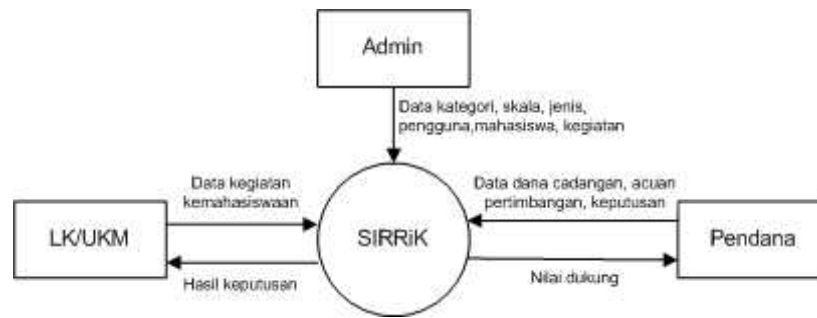 Admin
Data kategori, skala, jenis,
pengguna,mahasiswa, kegiatan
Data kegiatan
kemahasiswaan
Data dana cadangan, acuan
pertimbangan, keputusan
LK/UKM
SIRRiK
Pendana
Hasil keputusan
Nilai dukung